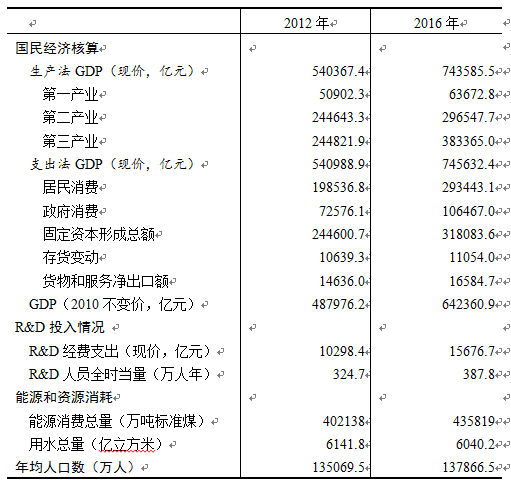 2012 年 2016 年
国民经济核算
生产法 GDP（现价，亿元） 540367.4 743585.5
第一产业 50902.3 63672.8
第二产业 244643.3 296547.7
第三产业 244821.9 383365.0
支出法 GDP（现价，亿元） 540988.9 745632.4
居民消费 198536.8 293443.1
政府消费 72576.1 106467.0
固定资本形成总额 244600.7 318083.6
存货变动 10639.3 11054.0
货物和服务净出口额 14636.0 16584.7
GDP（2010 不变价，亿元） 487976.2 642360.9
R&D 投入情况
R&D 经费支出（现价，亿元） 10298.4 15676.7
R&D 人员全时当量（万人年） 324.7 387.8
能源和资源消耗
能源消费总量（万吨标准煤） 402138 435819
用水总量（亿立方米） 6141.8 6040.2
年均人口数（万人） 135069.5 137866.5